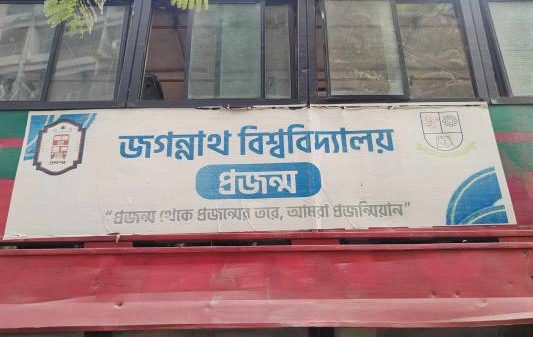 জগন্নাথ বিশ্ববিদ্যালয়
প্রজন্ম
“প্রজন্ম থেকে প্রজন্মের তরে, আমরা প্রজন্মিয়ান”